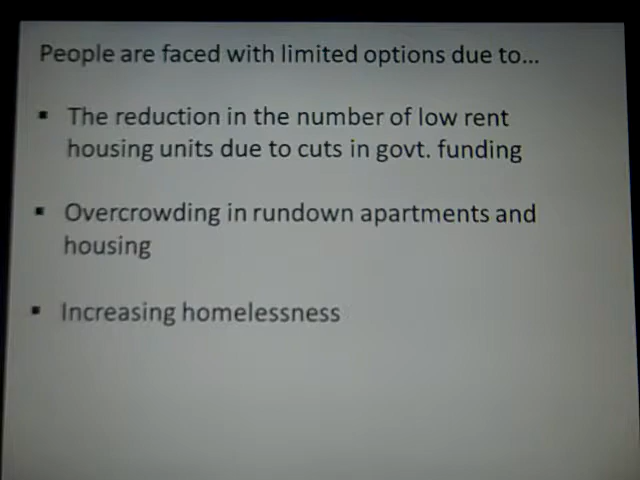 People are faced with limited options due to...
▪ The reduction in the number of low rent
housing units due to cuts in govt. funding
▪ Overcrowding in rundown apartments and
housing
▪ Increasing homelessness